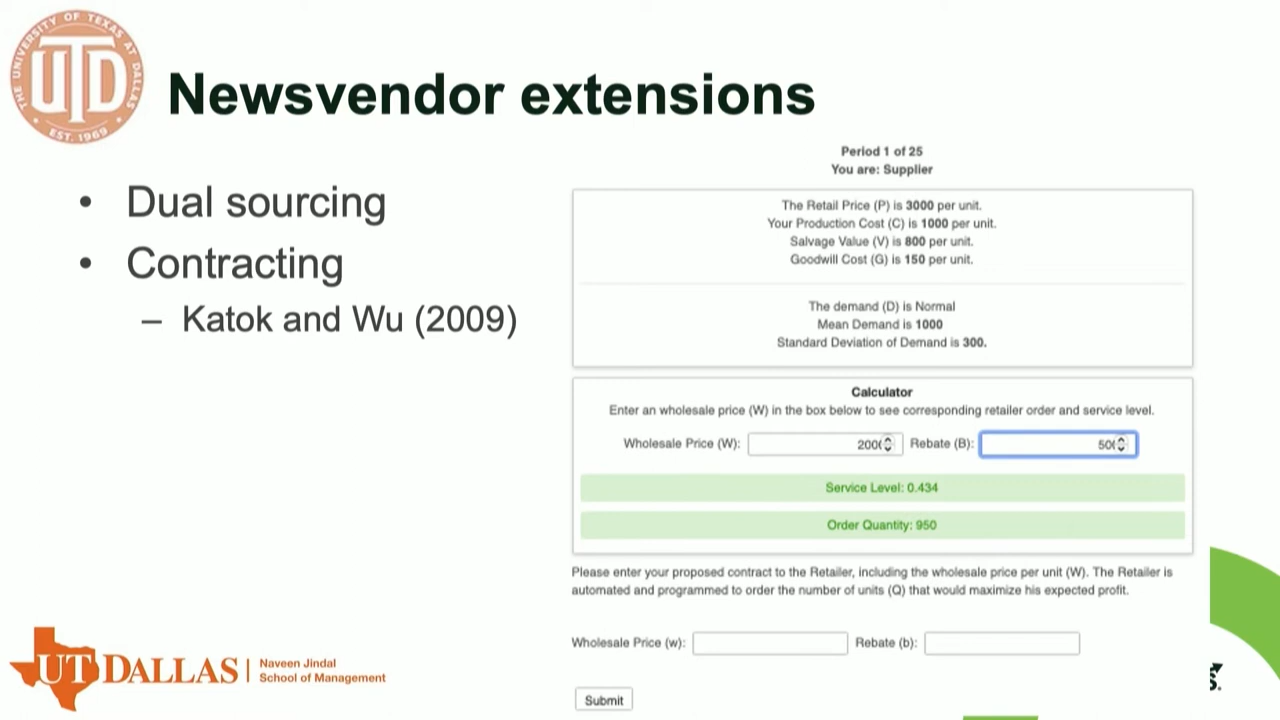 THE UNIVERSITY OF TEXAS AT DALLAS
UTD
EST. 1969
Newsvendor extensions
• Dual sourcing
• Contracting
– Katok and Wu (2009)
Period 1 of 25
You are: Supplier
The Retail Price (P) is 3000 per unit.
Your Production Cost (C) is 1000 per unit.
Salvage Value (V) is 800 per unit.
Goodwill Cost (G) is 150 per unit.
The demand (D) is Normal
Mean Demand is 1000
Standard Deviation of Demand is 300.
Calculator
Enter an wholesale price (W) in the box below to see corresponding retailer order and service level.
Wholesale Price (W): Rebate (B):
Service Level: 0.434
Order Quantity: 950
Please enter your proposed contract to the Retailer, including the wholesale price per unit (W). The Retailer is
automated and programmed to order the number of units (Q) that would maximize his expected profit.
Wholesale Price (w): Rebate (b):
Submit
UT DALLAS
Naveen Jindal
School of Management